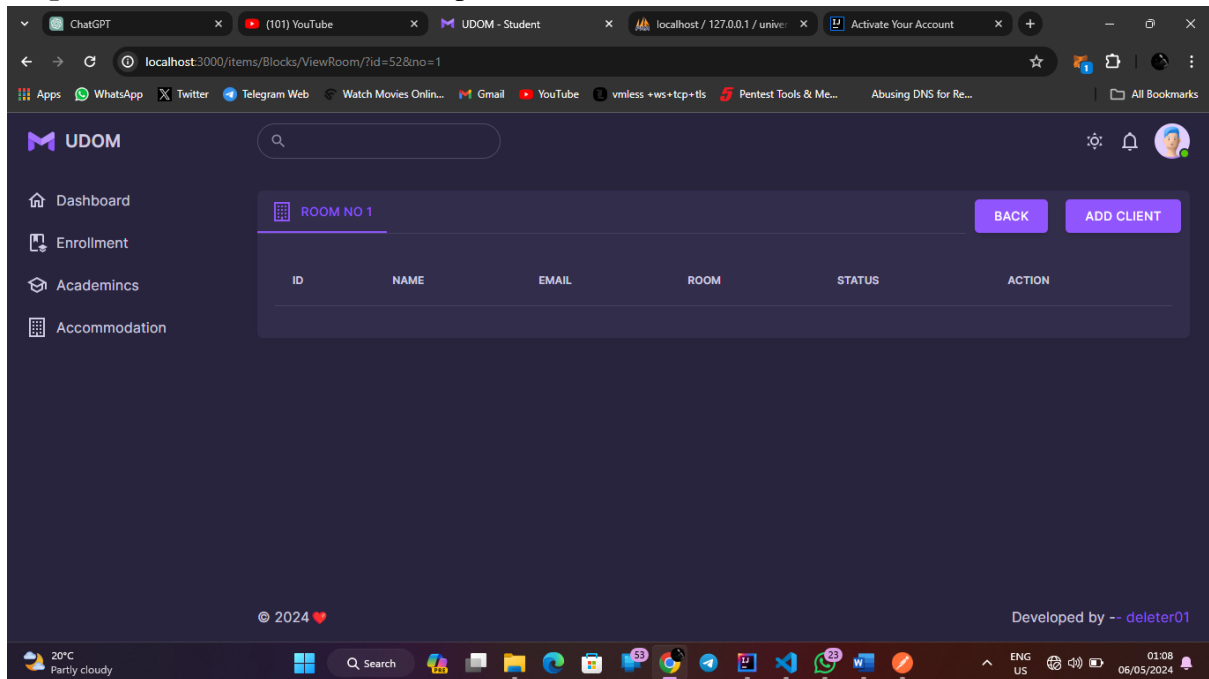 ChatGPT
(101) YouTube
UDOM - Student
localhost / 127.0.0.1 / univer
Activate Your Account
localhost:3000/items/Blocks/ViewRoom/?id=52&no=1
1
Apps
WhatsApp
Twitter
Telegram Web
Watch Movies Onlin...
Gmail
YouTube
vmless +ws+tcp+tls
Pentest Tools & Me...
Abusing DNS for Re...
All Bookmarks
UDOM
Dashboard
Enrollment
Academincs
Accommodation
ROOM NO 1
BACK
ADD CLIENT
ID NAME EMAIL ROOM STATUS ACTION
© 2024
Developed by -- deleter01
20°C
Partly cloudy
Search
PRE
53
23
ENG
US
01:08
06/05/2024